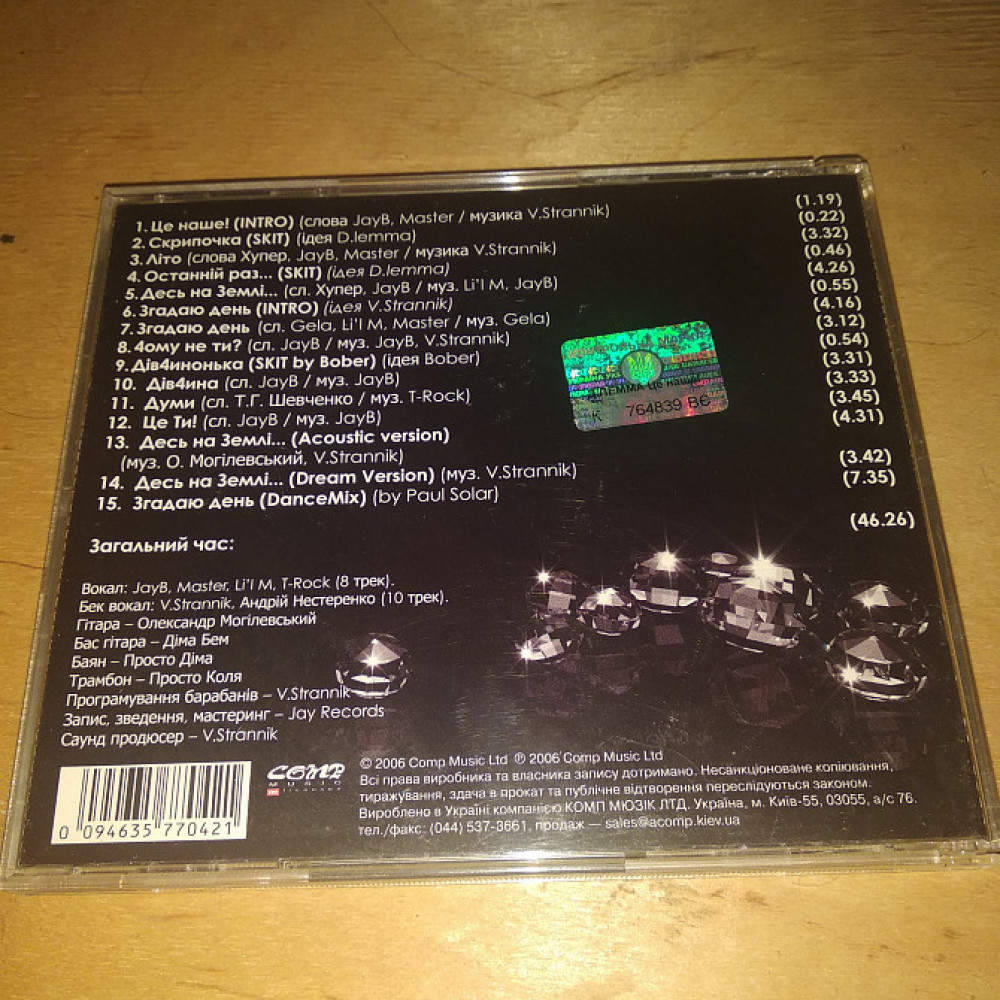 1. Це наше! (INTRO) (слова JayB, Master / музика V.Strannik) (1.19)
2. Скрипочка (SKIT) (ідея D.lemma) (0.22)
3. Літо (слова Хупер, JayB, Master / музика V.Strannik) (3.32)
4. Останній раз... (SKIT) (ідея D.lemma) (0.46)
5. Десь на Землі... (сл. Хупер, JayB / муз. Li'l M, JayB) (4.26)
6. Згадаю день (INTRO) (ідея V.Strannik) (0.55)
7. Згадаю день (сл. Gela, Li'l M, Master / муз. Gela) (4.16)
8. 4ому не ти? (сл. JayB / муз. JayB, V.Strannik) (3.12)
9. Дів4инонька (SKIT by Bober) (ідея Bober) (0.54)
10. Дів4ина (сл. JayB / муз. JayB) (3.31)
11. Думи (сл. Т.Г. Шевченко / муз. T-Rock) (3.33)
12. Це Ти! (сл. JayB / муз. JayB) (3.45)
13. Десь на Землі... (Acoustic version) (4.31)
(муз. О. Могілевський, V.Strannik)
14. Десь на Землі... (Dream Version) (муз. V.Strannik) (3.42)
15. Згадаю день (DanceMix) (by Paul Solar) (7.35)
Загальний час: (46.26)
Вокал: JayB, Master, Li'l M, T-Rock (8 трек).
Бек вокал: V.Strannik, Андрій Нестеренко (10 трек).
Гітара – Олександр Могілевський
Бас гітара – Діма Бем
Баян – Просто Діма
Трамбон – Просто Коля
Програмування барабанів – V.Strannik
Запис, зведення, мастеринг – Jay Records
Саунд продюсер – V.Strannik
К 764839 ВЄ
COMP
MUSIC
0 094635 770421
© 2006 Comp Music Ltd ℗ 2006 Comp Music Ltd
Всі права виробника та власника запису дотримано. Несанкціоноване копіювання,
тиражування, здача в прокат та публічне відтворення переслідуються законом.
Вироблено в Україні компанією КОМП МЮЗІК ЛТД. Україна, м. Київ-55, 03055, а/с 76.
тел./факс: (044) 537-3661, продаж — sales@acomp.kiev.ua